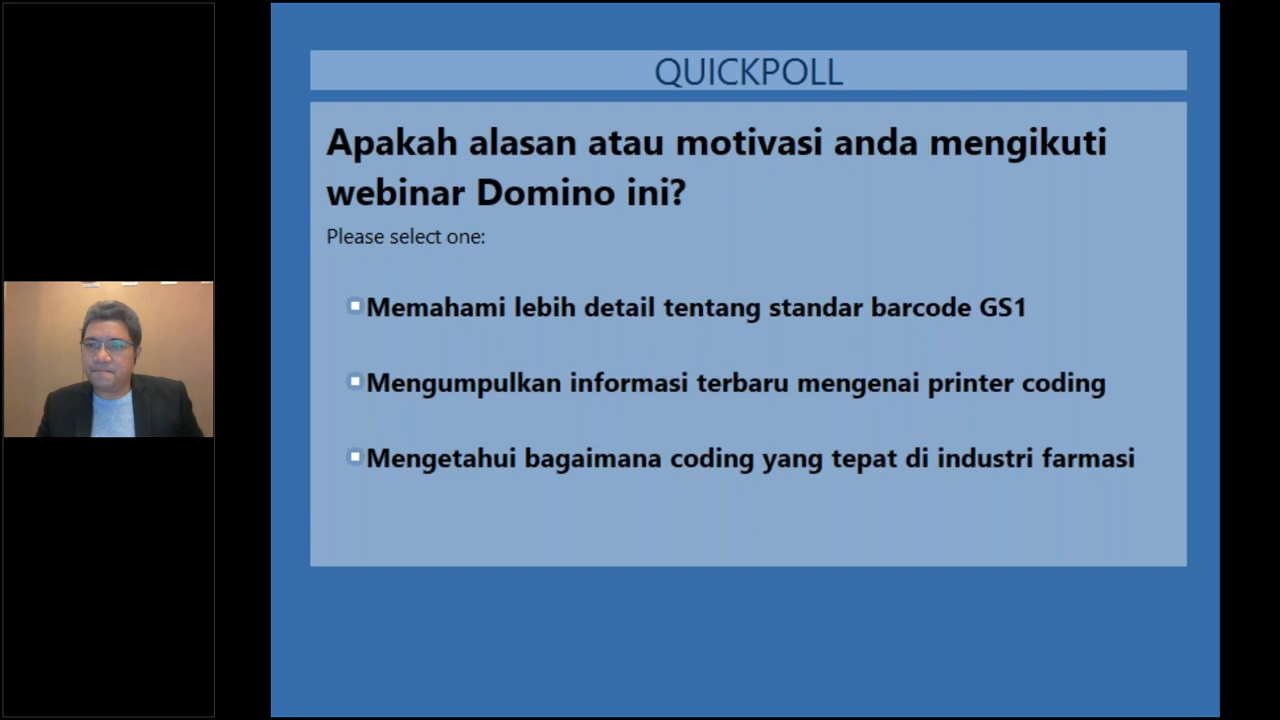 QUICKPOLL
Apakah alasan atau motivasi anda mengikuti
webinar Domino ini?
Please select one:
Memahami lebih detail tentang standar barcode GS1
Mengumpulkan informasi terbaru mengenai printer coding
Mengetahui bagaimana coding yang tepat di industri farmasi